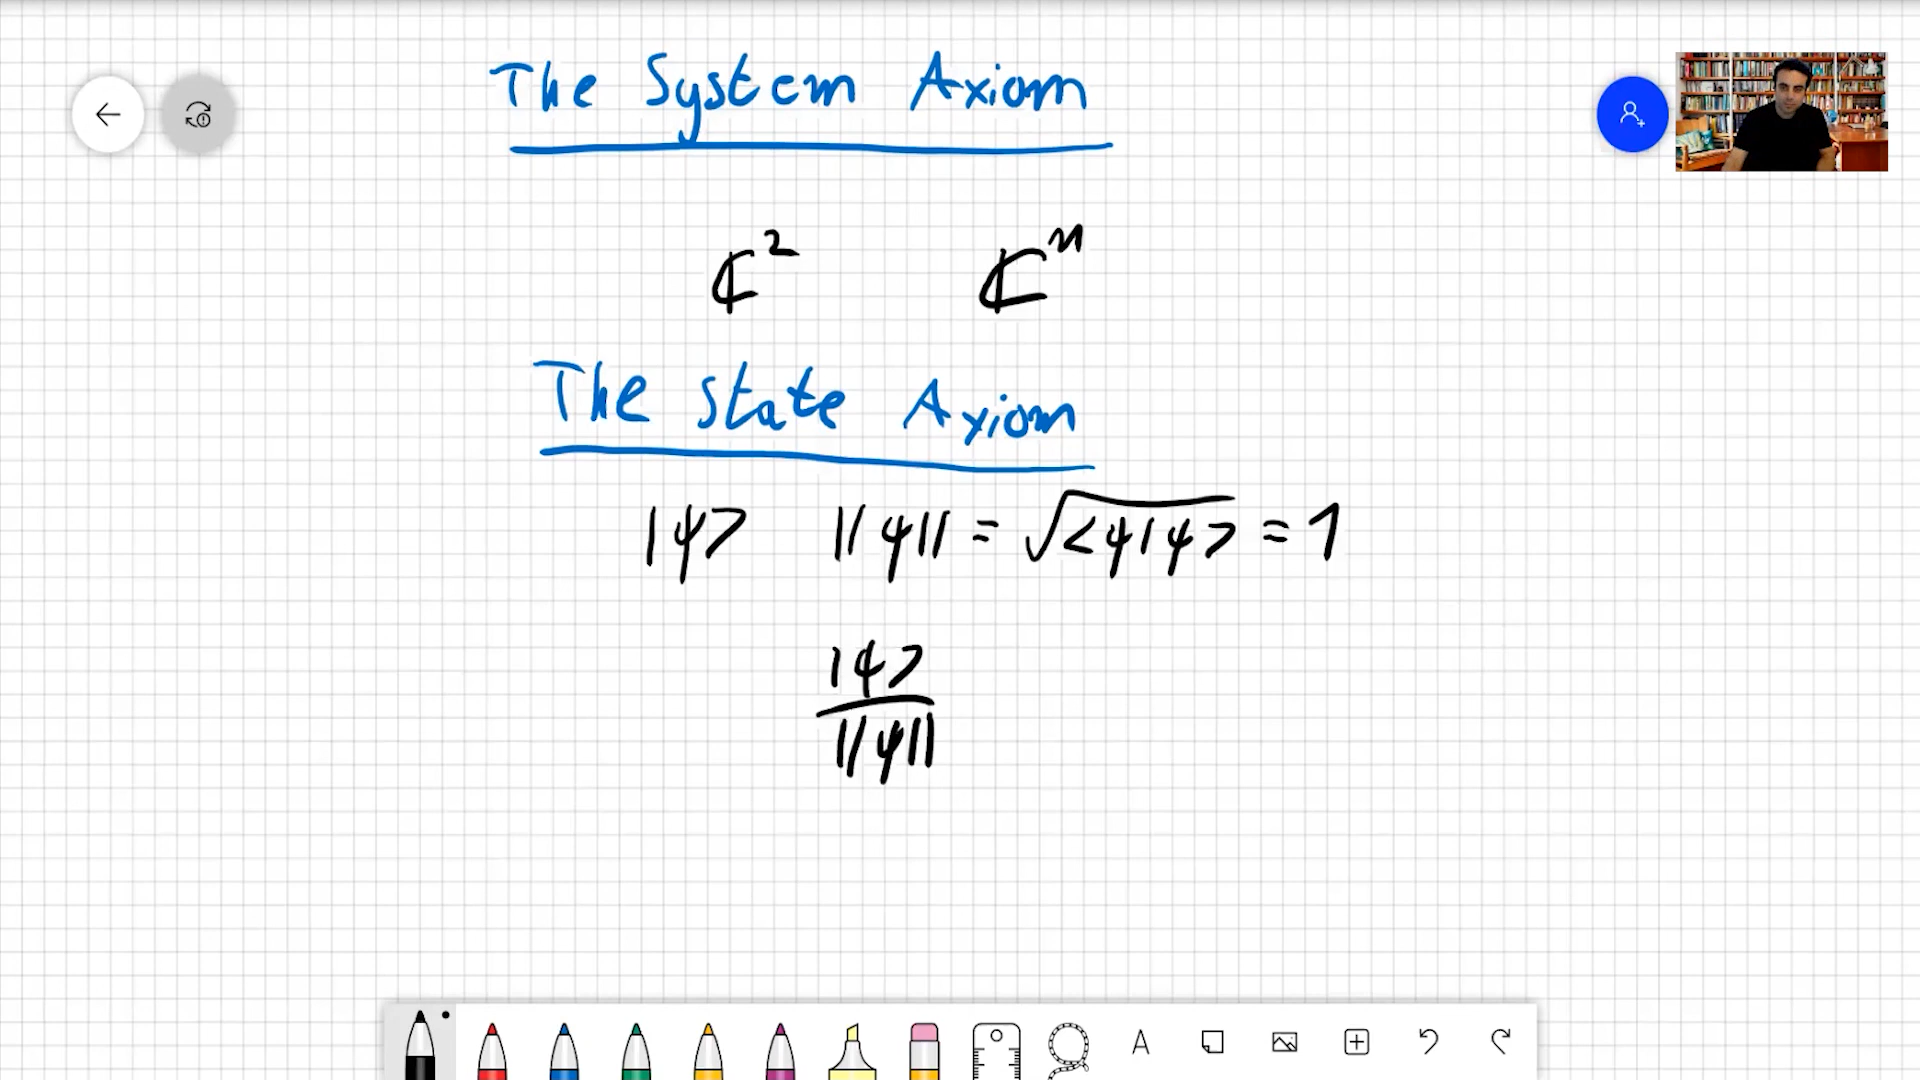 The System Axiom
ℂ² ℂⁿ
The state Axiom
|ψ> ||ψ|| = √<ψ|ψ> = 1
|ψ>
||ψ||
A